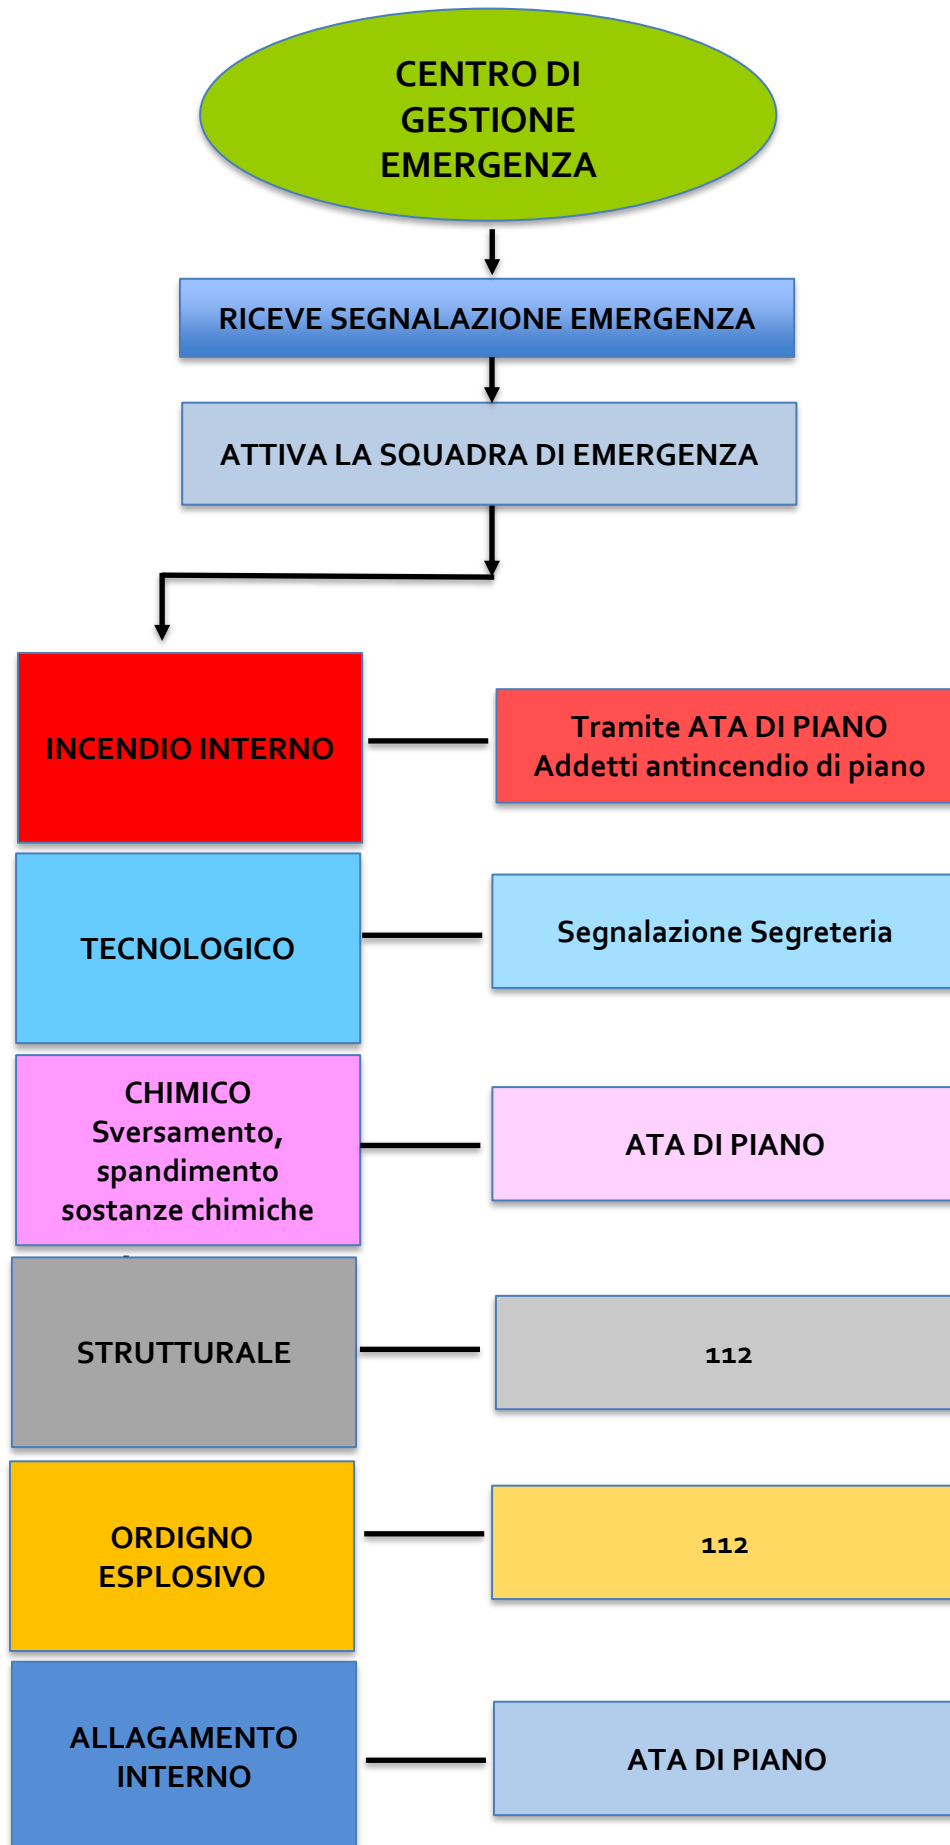 CENTRO DI
GESTIONE
EMERGENZA
RICEVE SEGNALAZIONE EMERGENZA
ATTIVA LA SQUADRA DI EMERGENZA
INCENDIO INTERNO
Tramite ATA DI PIANO
Addetti antincendio di piano
TECNOLOGICO
Segnalazione Segreteria
CHIMICO
Sversamento,
spandimento
sostanze chimiche
ATA DI PIANO
STRUTTURALE
112
ORDIGNO
ESPLOSIVO
112
ALLAGAMENTO
INTERNO
ATA DI PIANO